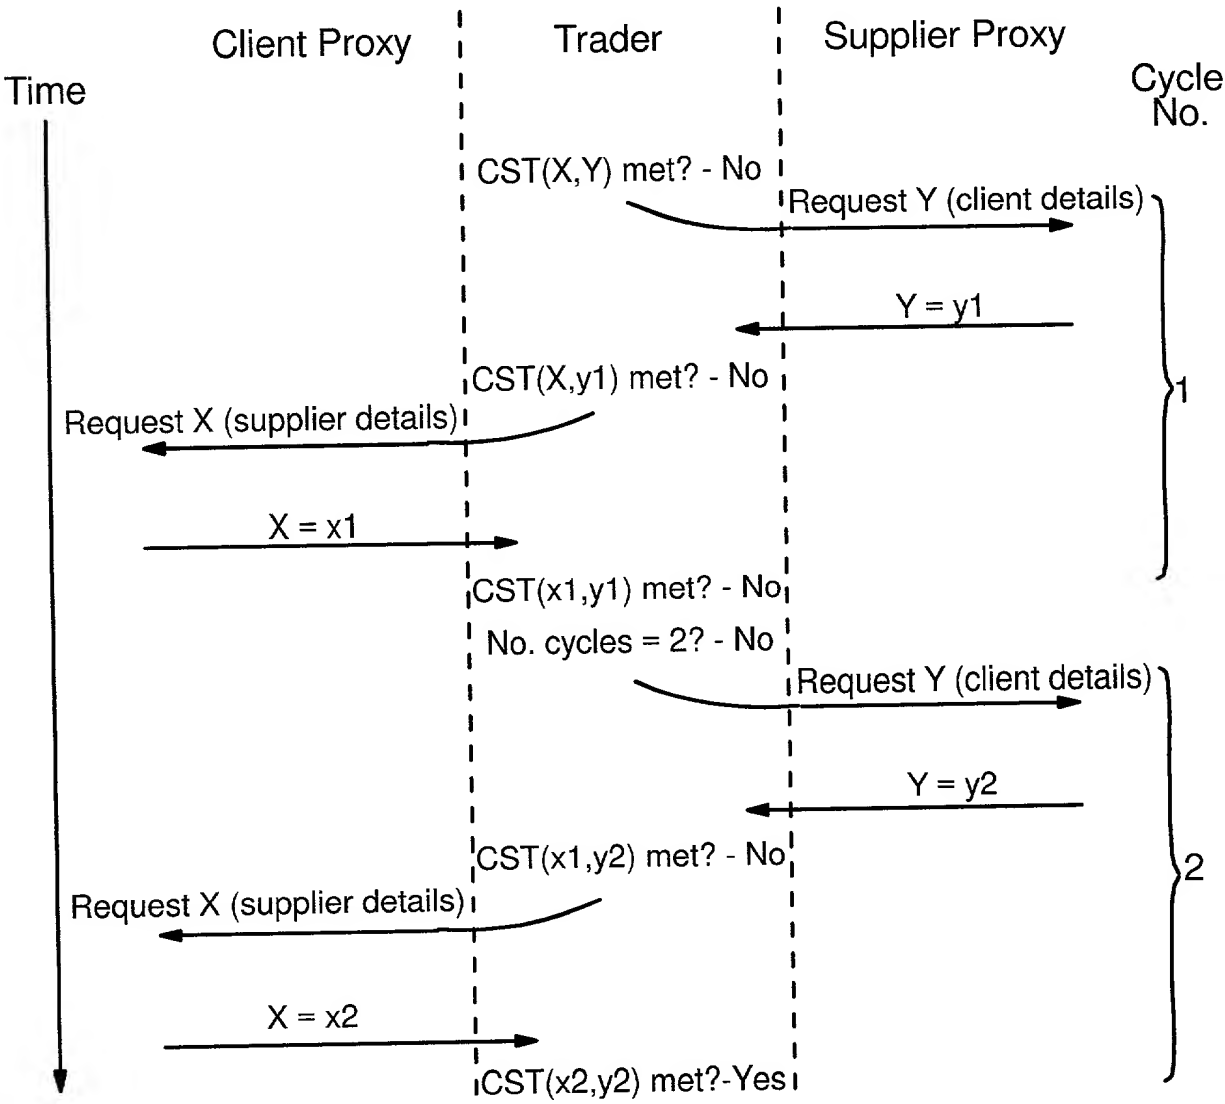 Client Proxy
Trader
Supplier Proxy
Time
Cycle
No.
CST(X,Y) met? - No
Request Y (client details)
Y = y1
CST(X,y1) met? - No
1
Request X (supplier details)
X = x1
CST(x1,y1) met? - No
No. cycles = 2? - No
Request Y (client details)
Y = y2
CST(x1,y2) met? - No
2
Request X (supplier details)
X = x2
CST(x2,y2) met?-Yes